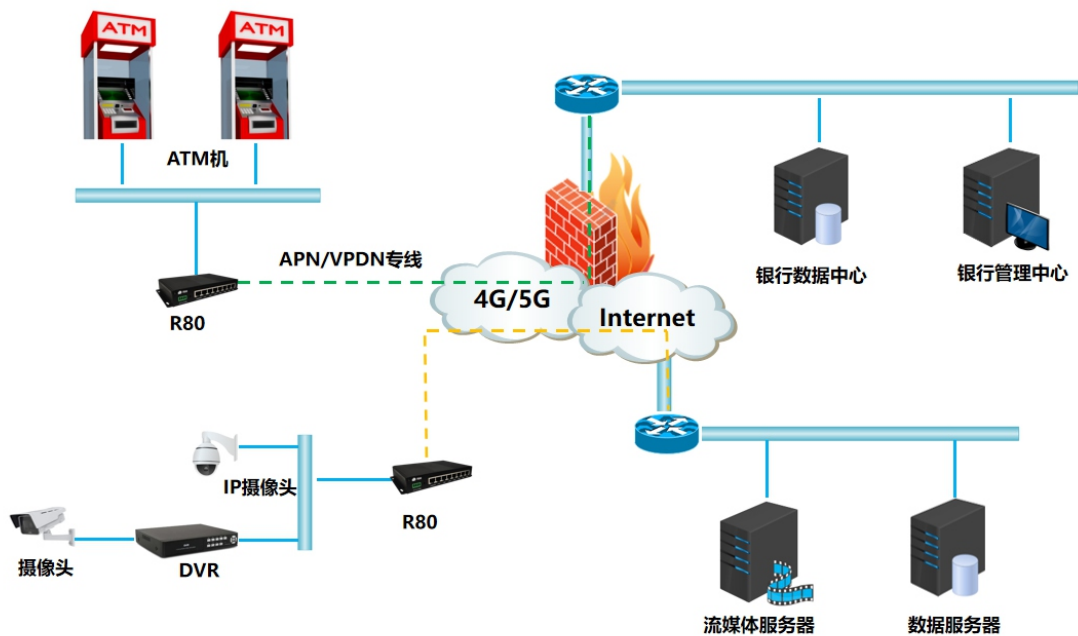 ATM
ATM
ATM机
APN/VPDN专线
R80
4G/5G
Internet
银行数据中心
银行管理中心
IP摄像头
R80
摄像头
DVR
流媒体服务器
数据服务器